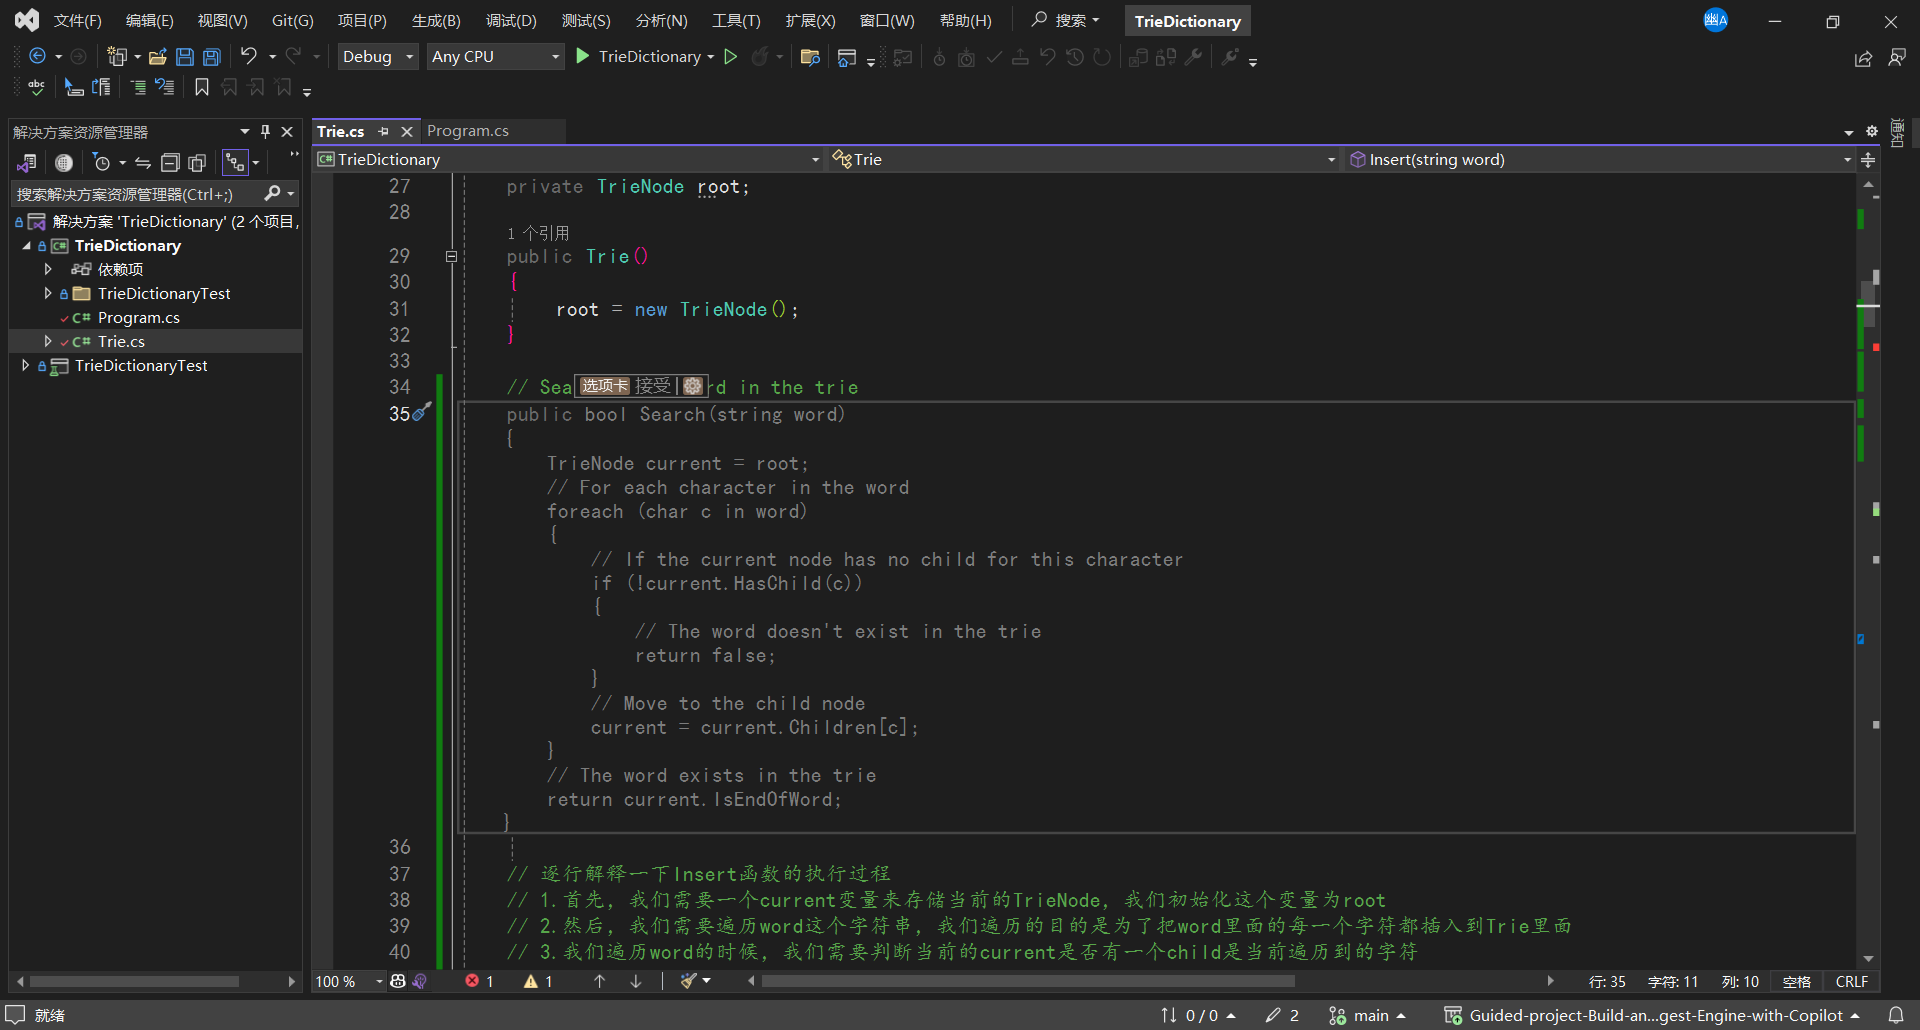 文件(F) 编辑(E) 视图(V) Git(G) 项目(P) 生成(B) 调试(D) 测试(S) 分析(N) 工具(T) 扩展(X) 窗口(W) 帮助(H) 搜索 TrieDictionary 幽A
Debug Any CPU TrieDictionary
abc
解决方案资源管理器
搜索解决方案资源管理器(Ctrl+;)
解决方案 'TrieDictionary' (2 个项目,
C# TrieDictionary
依赖项
TrieDictionaryTest
C# Program.cs
C# Trie.cs
TrieDictionaryTest
Trie.cs Program.cs
通知
C# TrieDictionary Trie Insert(string word)
27 private TrieNode root;
28
1 个引用
29 public Trie()
30 {
31 root = new TrieNode();
32 }
33
34 // Sea 选项卡 接受 rd in the trie
35 public bool Search(string word)
{
TrieNode current = root;
// For each character in the word
foreach (char c in word)
{
// If the current node has no child for this character
if (!current.HasChild(c))
{
// The word doesn't exist in the trie
return false;
}
// Move to the child node
current = current.Children[c];
}
// The word exists in the trie
return current.IsEndOfWord;
}
36
37 // 逐行解释一下Insert函数的执行过程
38 // 1.首先，我们需要一个current变量来存储当前的TrieNode，我们初始化这个变量为root
39 // 2.然后，我们需要遍历word这个字符串，我们遍历的目的是为了把word里面的每一个字符都插入到Trie里面
40 // 3.我们遍历word的时候，我们需要判断当前的current是否有一个child是当前遍历到的字符
100 % 1 1 行: 35 字符: 11 列: 10 空格 CRLF
就绪 0 / 0 2 main Guided-project-Build-an...gest-Engine-with-Copilot